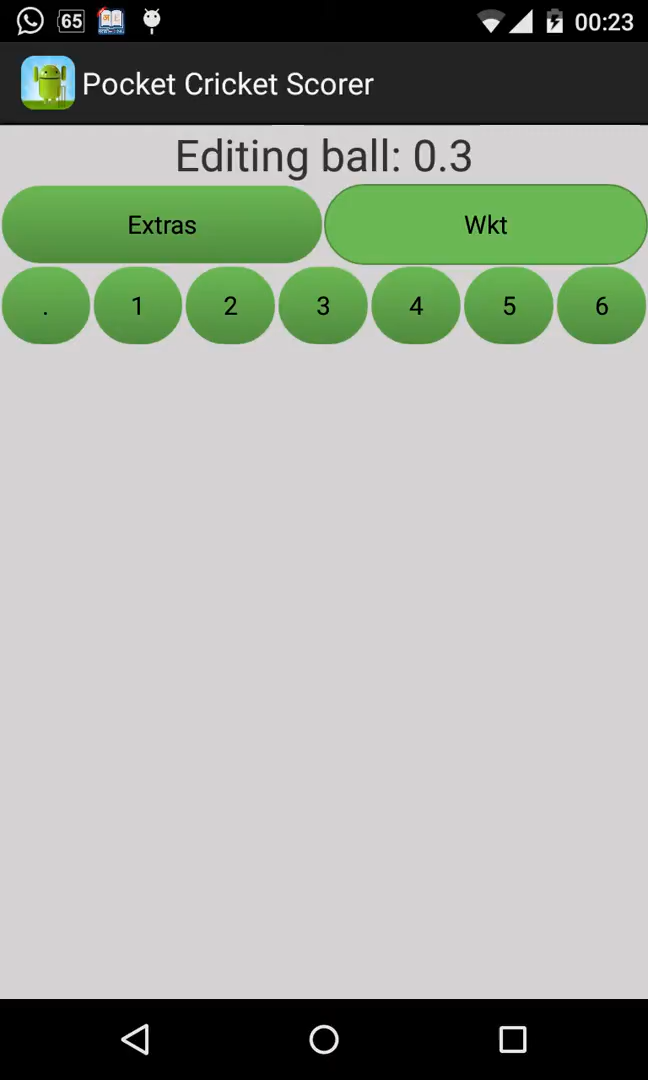 65 00:23
Pocket Cricket Scorer
Editing ball: 0.3
Extras Wkt
. 1 2 3 4 5 6